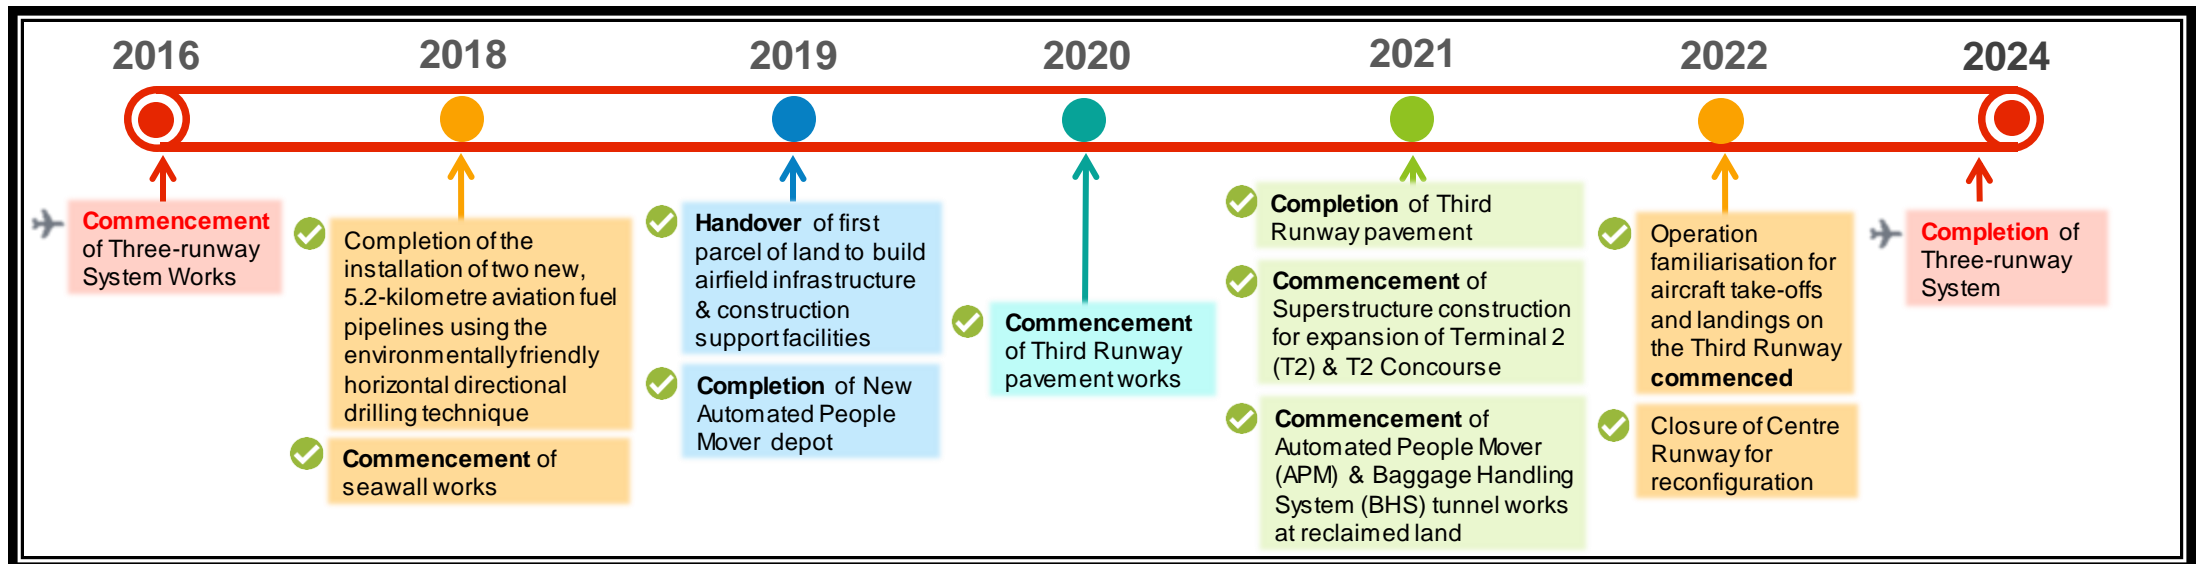 2016
2018
2019
2020
2021
2022
2024
Commencement
of Three-runway
System Works
Completion of the
installation of two new,
5.2-kilometre aviation fuel
pipelines using the
environmentally friendly
horizontal directional
drilling technique
Commencement of
seawall works
Handover of first
parcel of land to build
airfield infrastructure
& construction
support facilities
Completion of New
Automated People
Mover depot
Commencement
of Third Runway
pavement works
Completion of Third
Runway pavement
Commencement of
Superstructure construction
for expansion of Terminal 2
(T2) & T2 Concourse
Commencement of
Automated People Mover
(APM) & Baggage Handling
System (BHS) tunnel works
at reclaimed land
Operation
familiarisation for
aircraft take-offs
and landings on
the Third Runway
commenced
Closure of Centre
Runway for
reconfiguration
Completion of
Three-runway
System